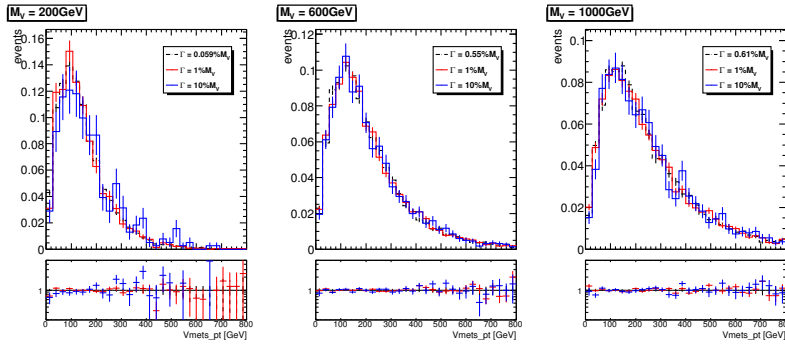 M_V = 200GeV
events
0.16
0.14
0.12
0.1
0.08
0.06
0.04
0.02
0
Γ = 0.059%M_V
Γ = 1%M_V
Γ = 10%M_V
1
0 100 200 300 400 500 600 700 800
Vmets_pt [GeV]
M_V = 600GeV
events
0.12
0.1
0.08
0.06
0.04
0.02
0
Γ = 0.55%M_V
Γ = 1%M_V
Γ = 10%M_V
1
0 100 200 300 400 500 600 700 800
Vmets_pt [GeV]
M_V = 1000GeV
events
0.1
0.08
0.06
0.04
0.02
0
Γ = 0.61%M_V
Γ = 1%M_V
Γ = 10%M_V
1
0 100 200 300 400 500 600 700 800
Vmets_pt [GeV]